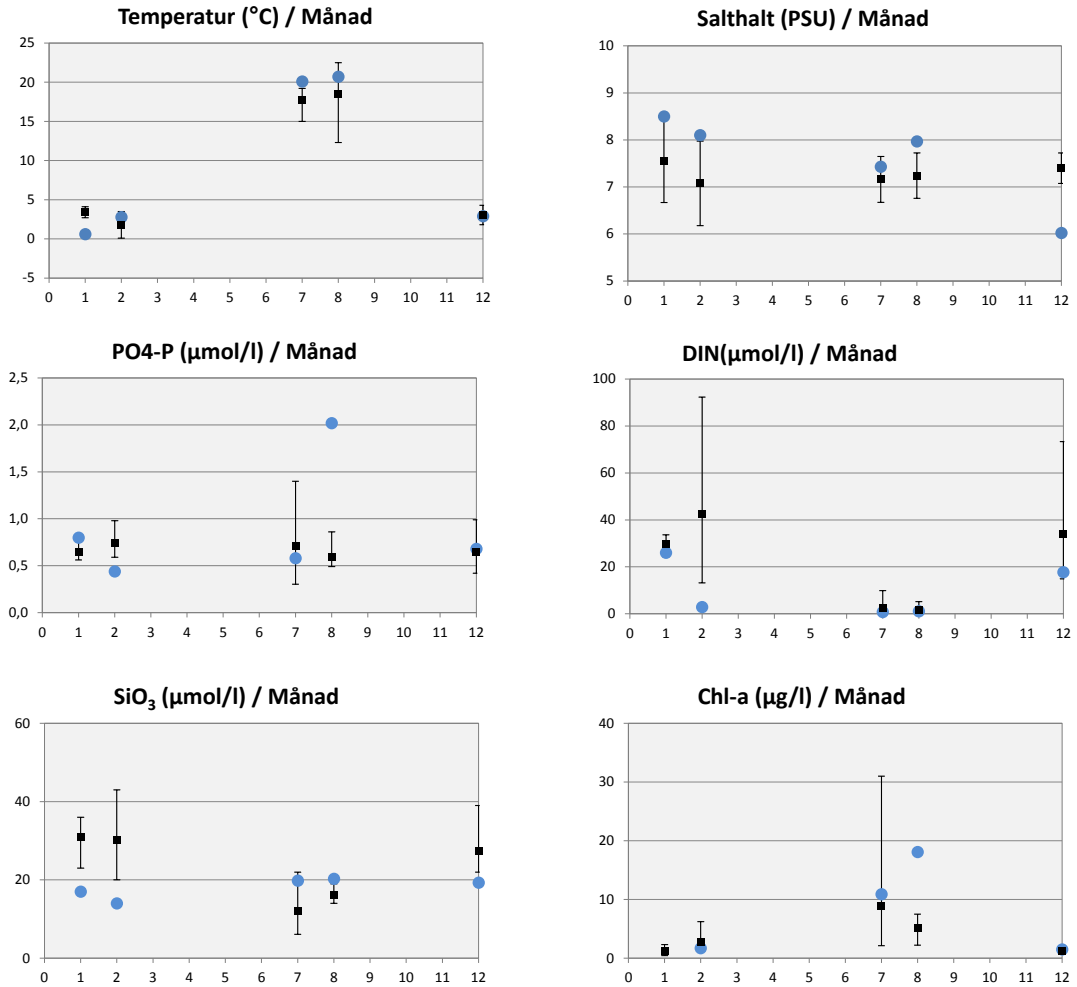 Temperatur (°C) / Månad
25
20
15
10
5
0
-5
0 1 2 3 4 5 6 7 8 9 10 11 12
Salthalt (PSU) / Månad
10
9
8
7
6
5
0 1 2 3 4 5 6 7 8 9 10 11 12
PO4-P (µmol/l) / Månad
2,5
2,0
1,5
1,0
0,5
0,0
0 1 2 3 4 5 6 7 8 9 10 11 12
DIN(µmol/l) / Månad
100
80
60
40
20
0
0 1 2 3 4 5 6 7 8 9 10 11 12
SiO₃ (µmol/l) / Månad
60
40
20
0
0 1 2 3 4 5 6 7 8 9 10 11 12
Chl-a (µg/l) / Månad
40
30
20
10
0
0 1 2 3 4 5 6 7 8 9 10 11 12